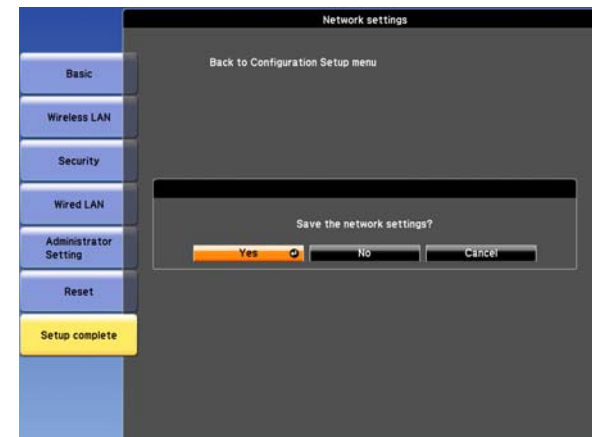 Network settings
Back to Configuration Setup menu
Basic
Wireless LAN
Security
Wired LAN
Administrator
Setting
Reset
Setup complete
Save the network settings?
Yes No Cancel